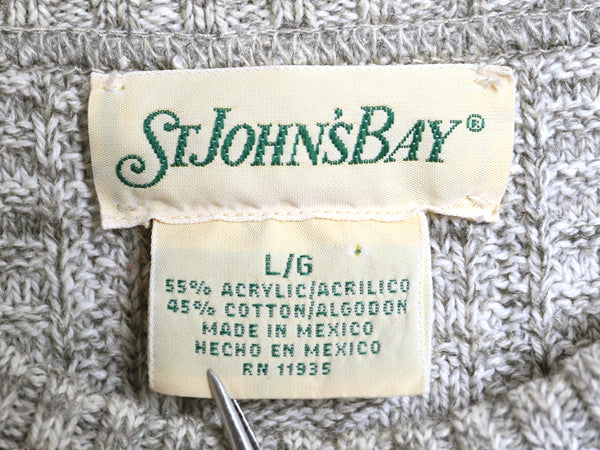 St.John's Bay®
L/G
55% ACRYLIC/ACRILICO
45% COTTON/ALGODON
MADE IN MEXICO
HECHO EN MEXICO
RN 11935